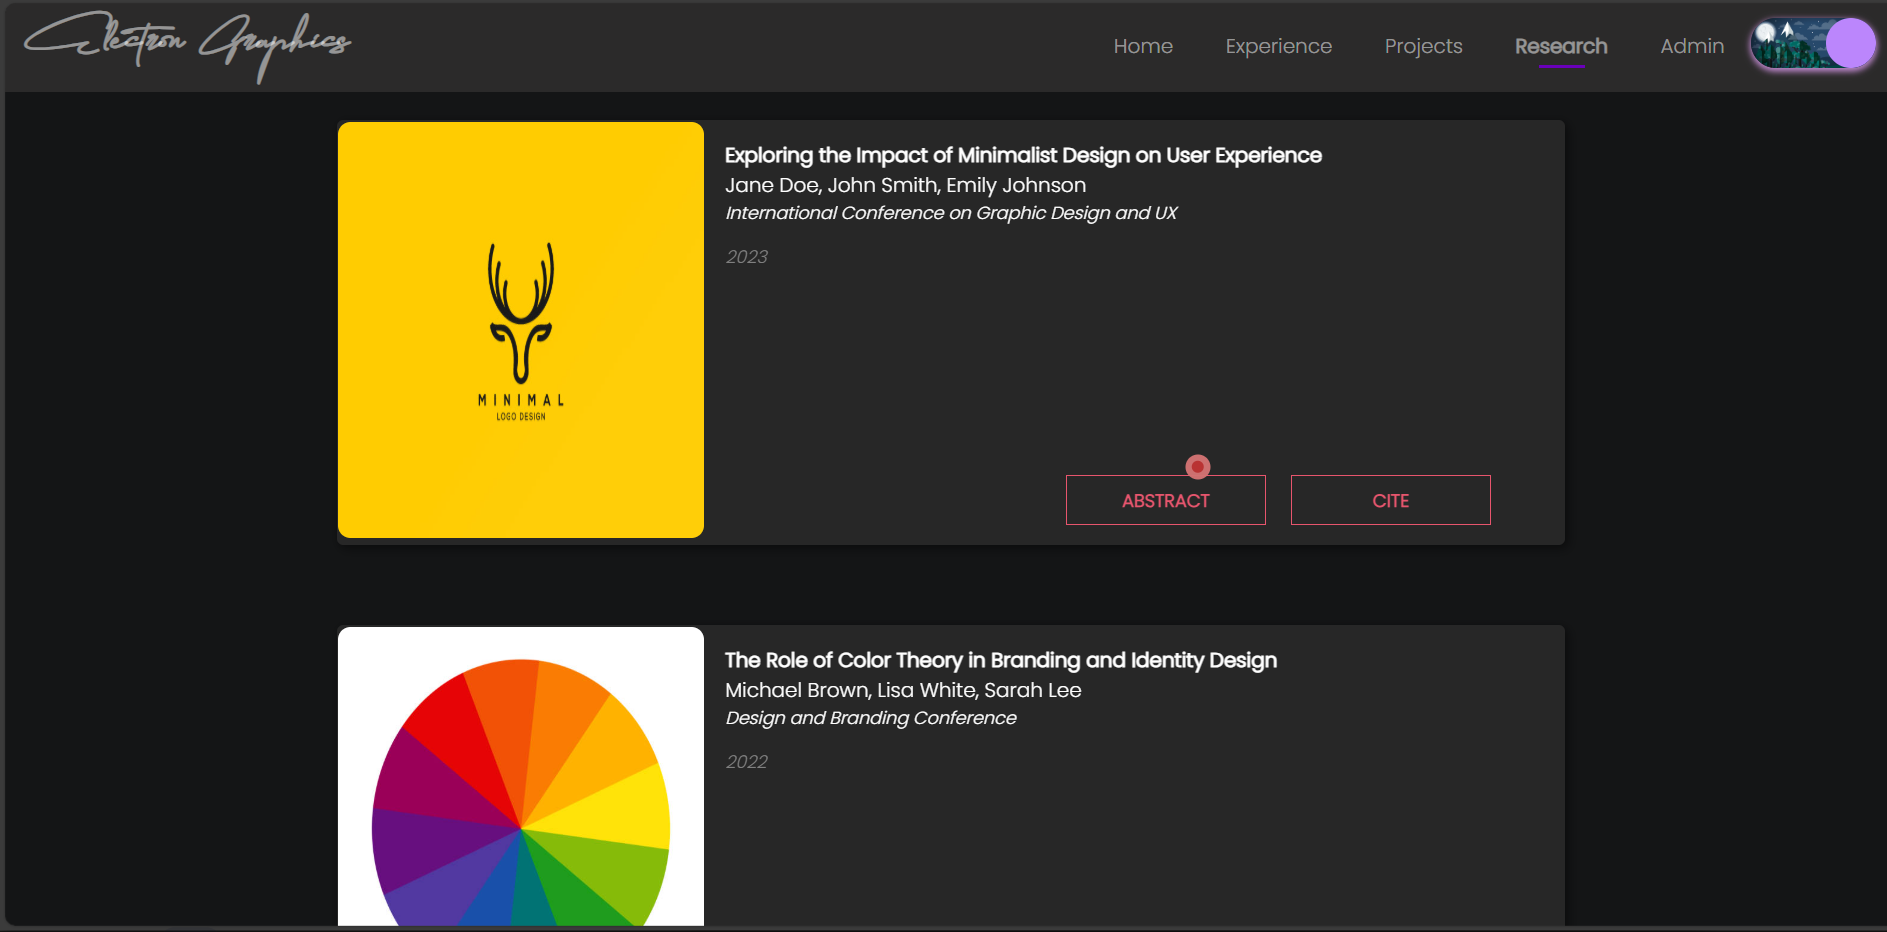 Electron Graphics
Home Experience Projects Research Admin
Exploring the Impact of Minimalist Design on User Experience
Jane Doe, John Smith, Emily Johnson
International Conference on Graphic Design and UX
2023
MINIMAL
LOGO DESIGN
ABSTRACT CITE
The Role of Color Theory in Branding and Identity Design
Michael Brown, Lisa White, Sarah Lee
Design and Branding Conference
2022